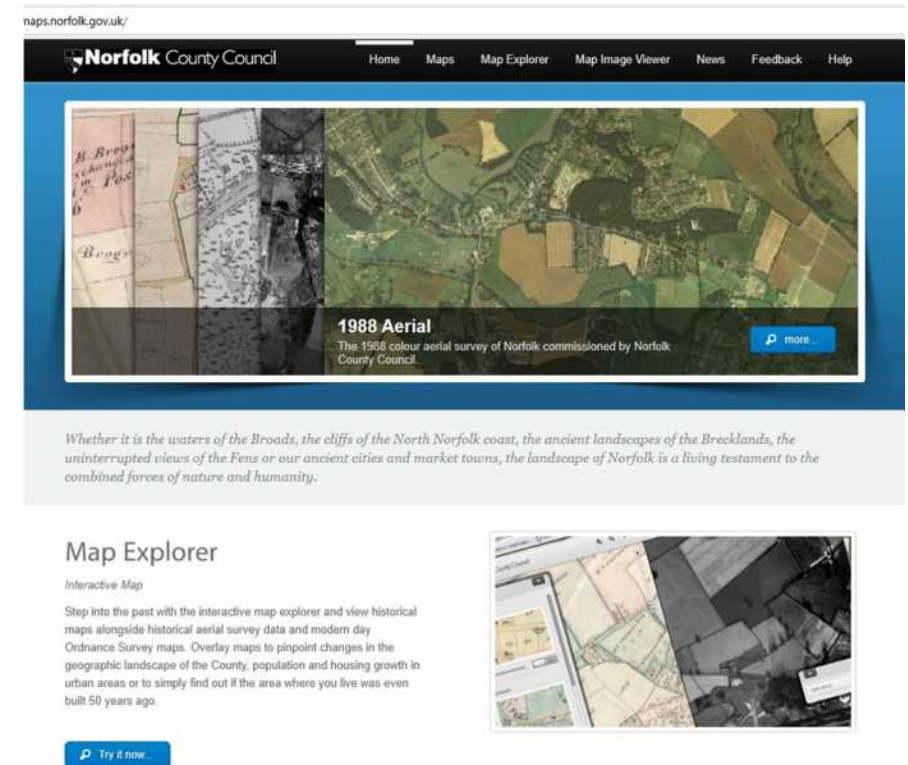 maps.norfolk.gov.uk/
Norfolk County Council
Home Maps Map Explorer Map Image Viewer News Feedback Help
B. Brogs
Brogr
1988 Aerial
The 1988 colour aerial survey of Norfolk commissioned by Norfolk
County Council.
more...
Whether it is the waters of the Broads, the cliffs of the North Norfolk coast, the ancient landscapes of the Brecklands, the
uninterrupted views of the Fens or our ancient cities and market towns, the landscape of Norfolk is a living testament to the
combined forces of nature and humanity.
Map Explorer
Interactive Map
Step into the past with the interactive map explorer and view historical
maps alongside historical aerial survey data and modern day
Ordnance Survey maps. Overlay maps to pinpoint changes in the
geographic landscape of the County, population and housing growth in
urban areas or to simply find out if the area where you live was even
built 50 years ago.
Try it now...